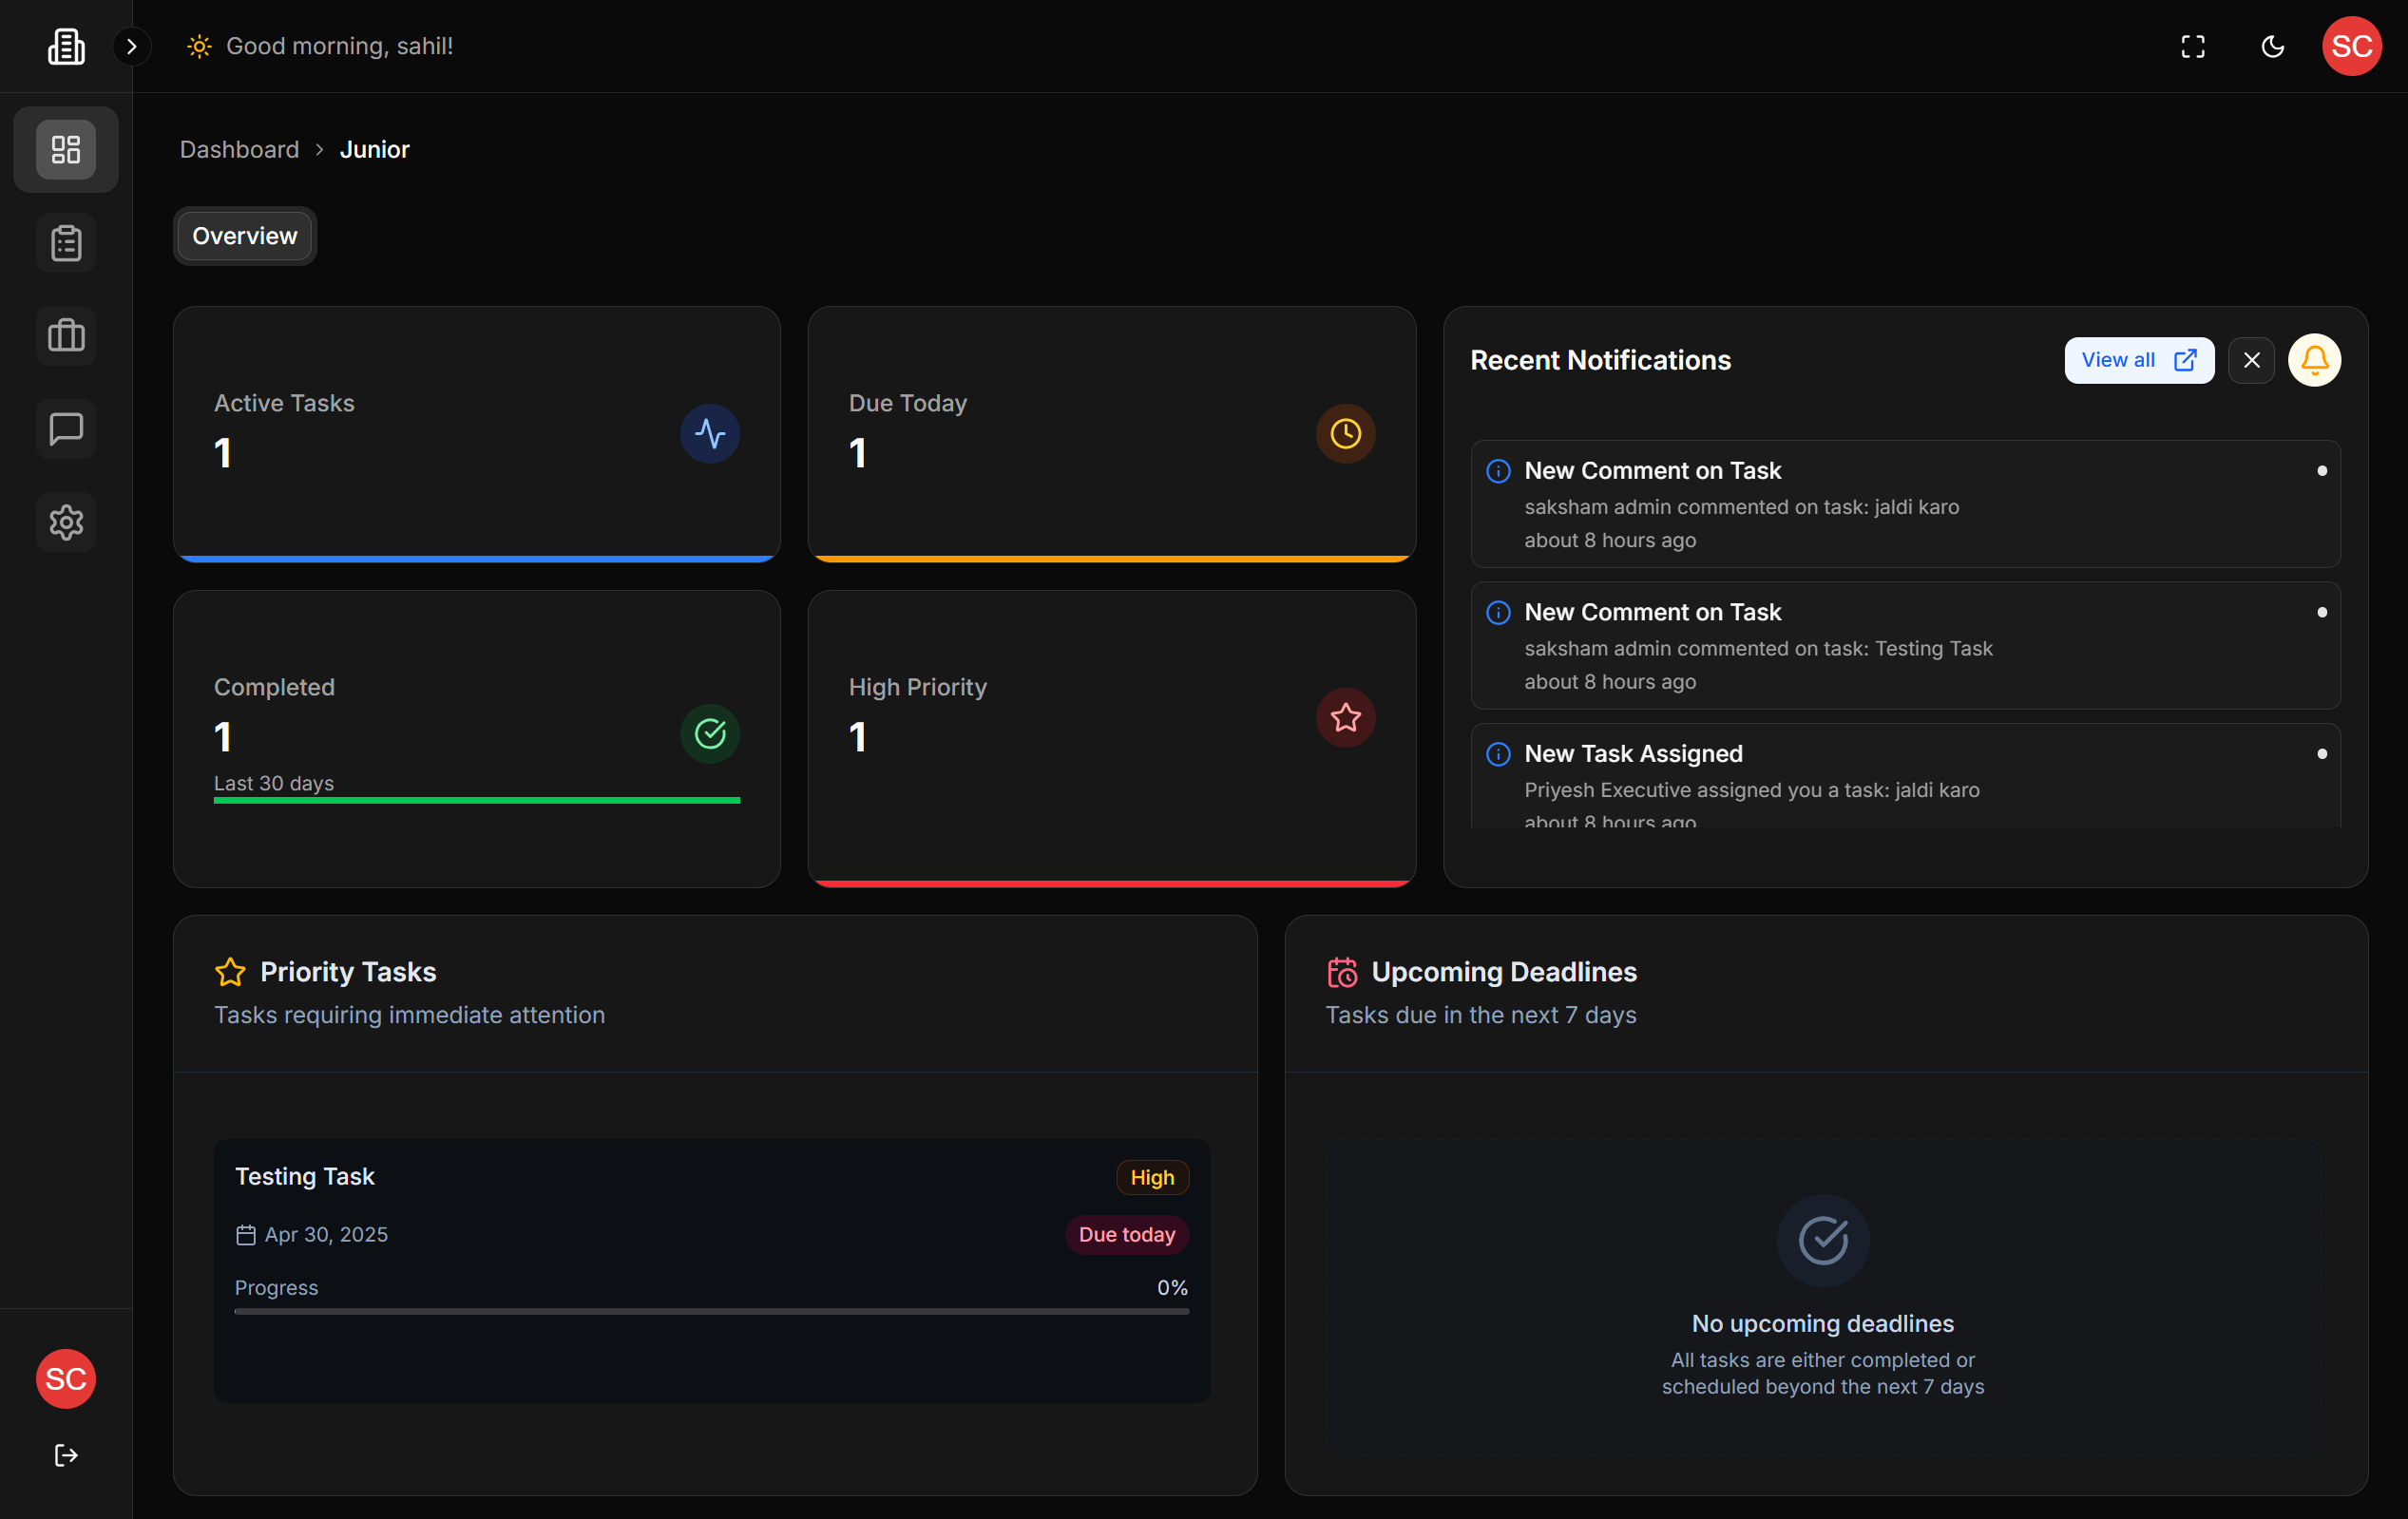 Good morning, sahil!
SC
Dashboard > Junior
Overview
Active Tasks
1
Due Today
1
Completed
1
Last 30 days
High Priority
1
Recent Notifications
View all
New Comment on Task
saksham admin commented on task: jaldi karo
about 8 hours ago
New Comment on Task
saksham admin commented on task: Testing Task
about 8 hours ago
New Task Assigned
Priyesh Executive assigned you a task: jaldi karo
about 8 hours ago
Priority Tasks
Tasks requiring immediate attention
Testing Task
High
Apr 30, 2025
Due today
Progress
0%
Upcoming Deadlines
Tasks due in the next 7 days
No upcoming deadlines
All tasks are either completed or
scheduled beyond the next 7 days
SC